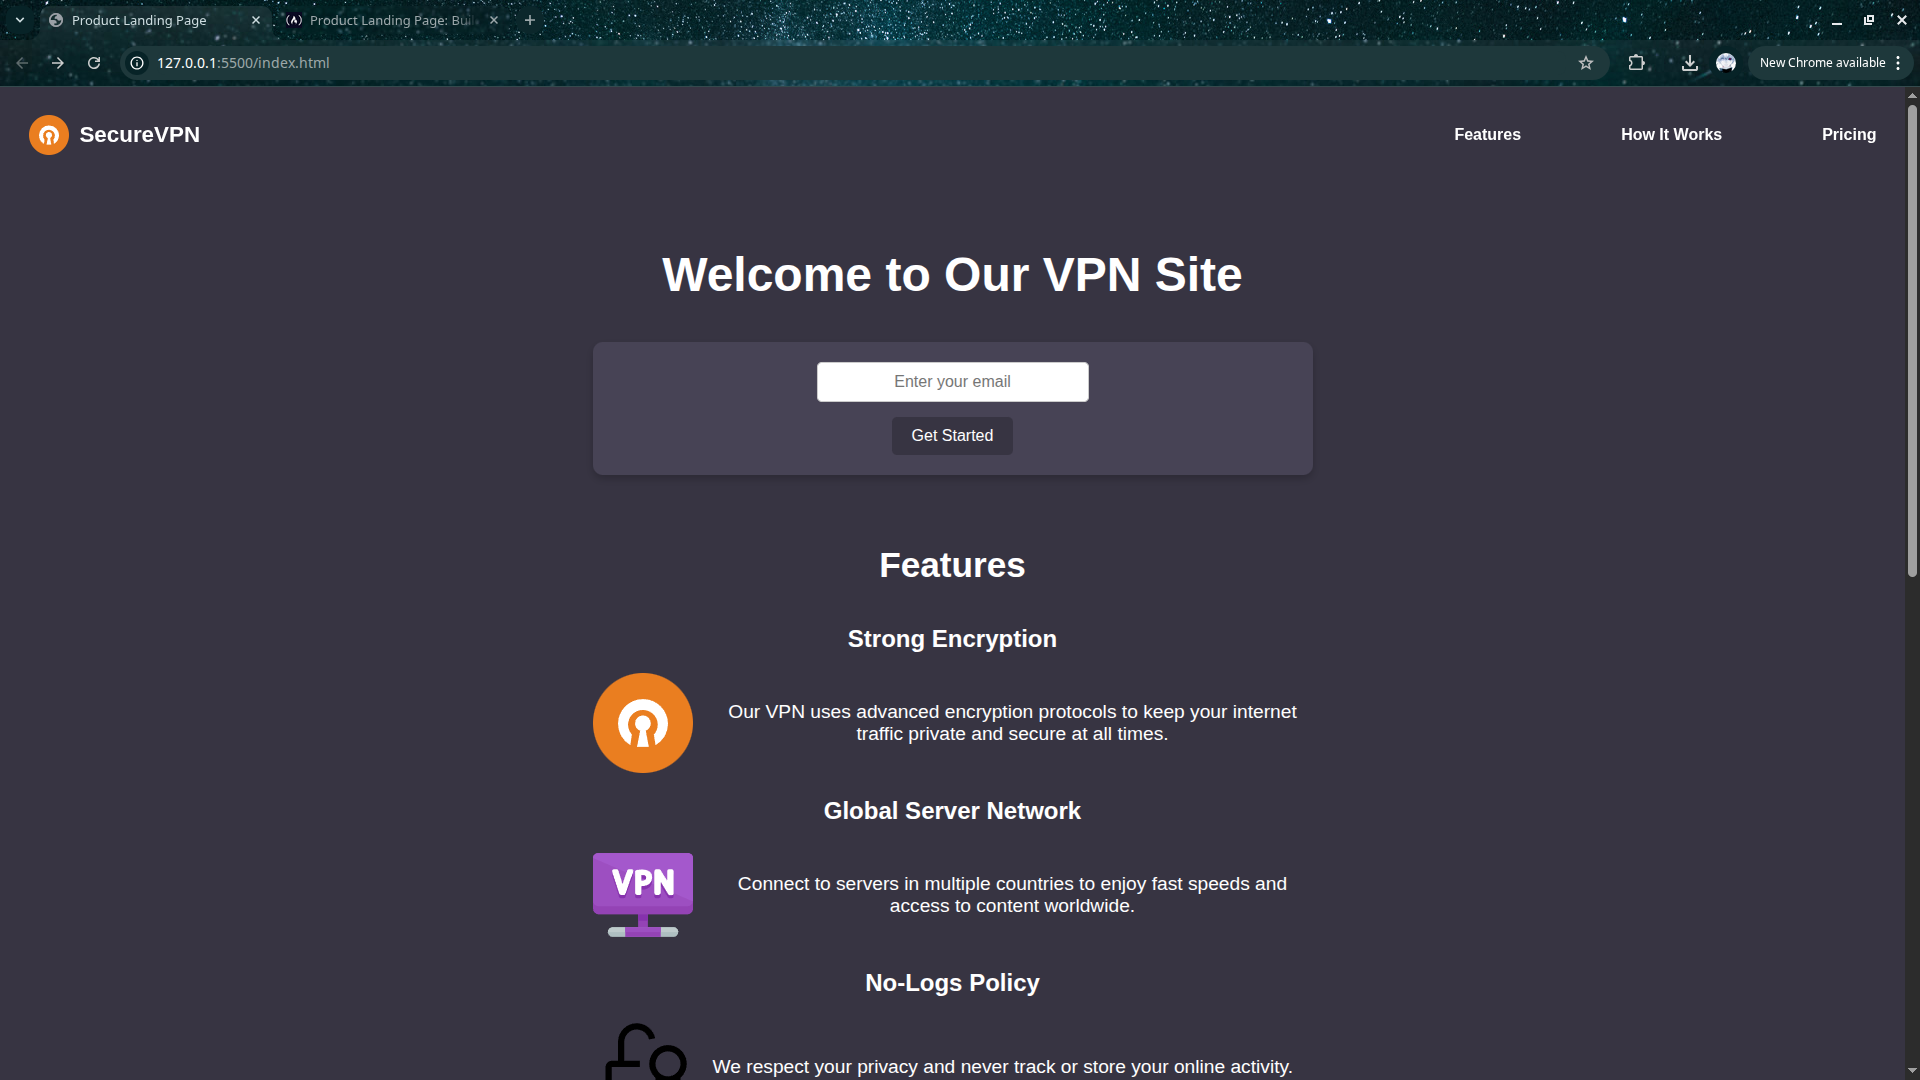 Product Landing Page
Product Landing Page: Bui
127.0.0.1:5500/index.html
New Chrome available
SecureVPN
Features
How It Works
Pricing
Welcome to Our VPN Site
Enter your email
Get Started
Features
Strong Encryption
Our VPN uses advanced encryption protocols to keep your internet
traffic private and secure at all times.
Global Server Network
VPN
Connect to servers in multiple countries to enjoy fast speeds and
access to content worldwide.
No-Logs Policy
We respect your privacy and never track or store your online activity.